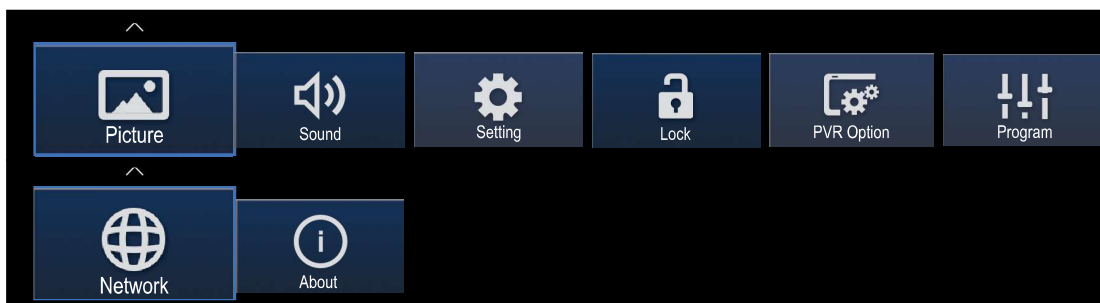 Picture
Sound
Setting
Lock
PVR Option
Program
Network
About